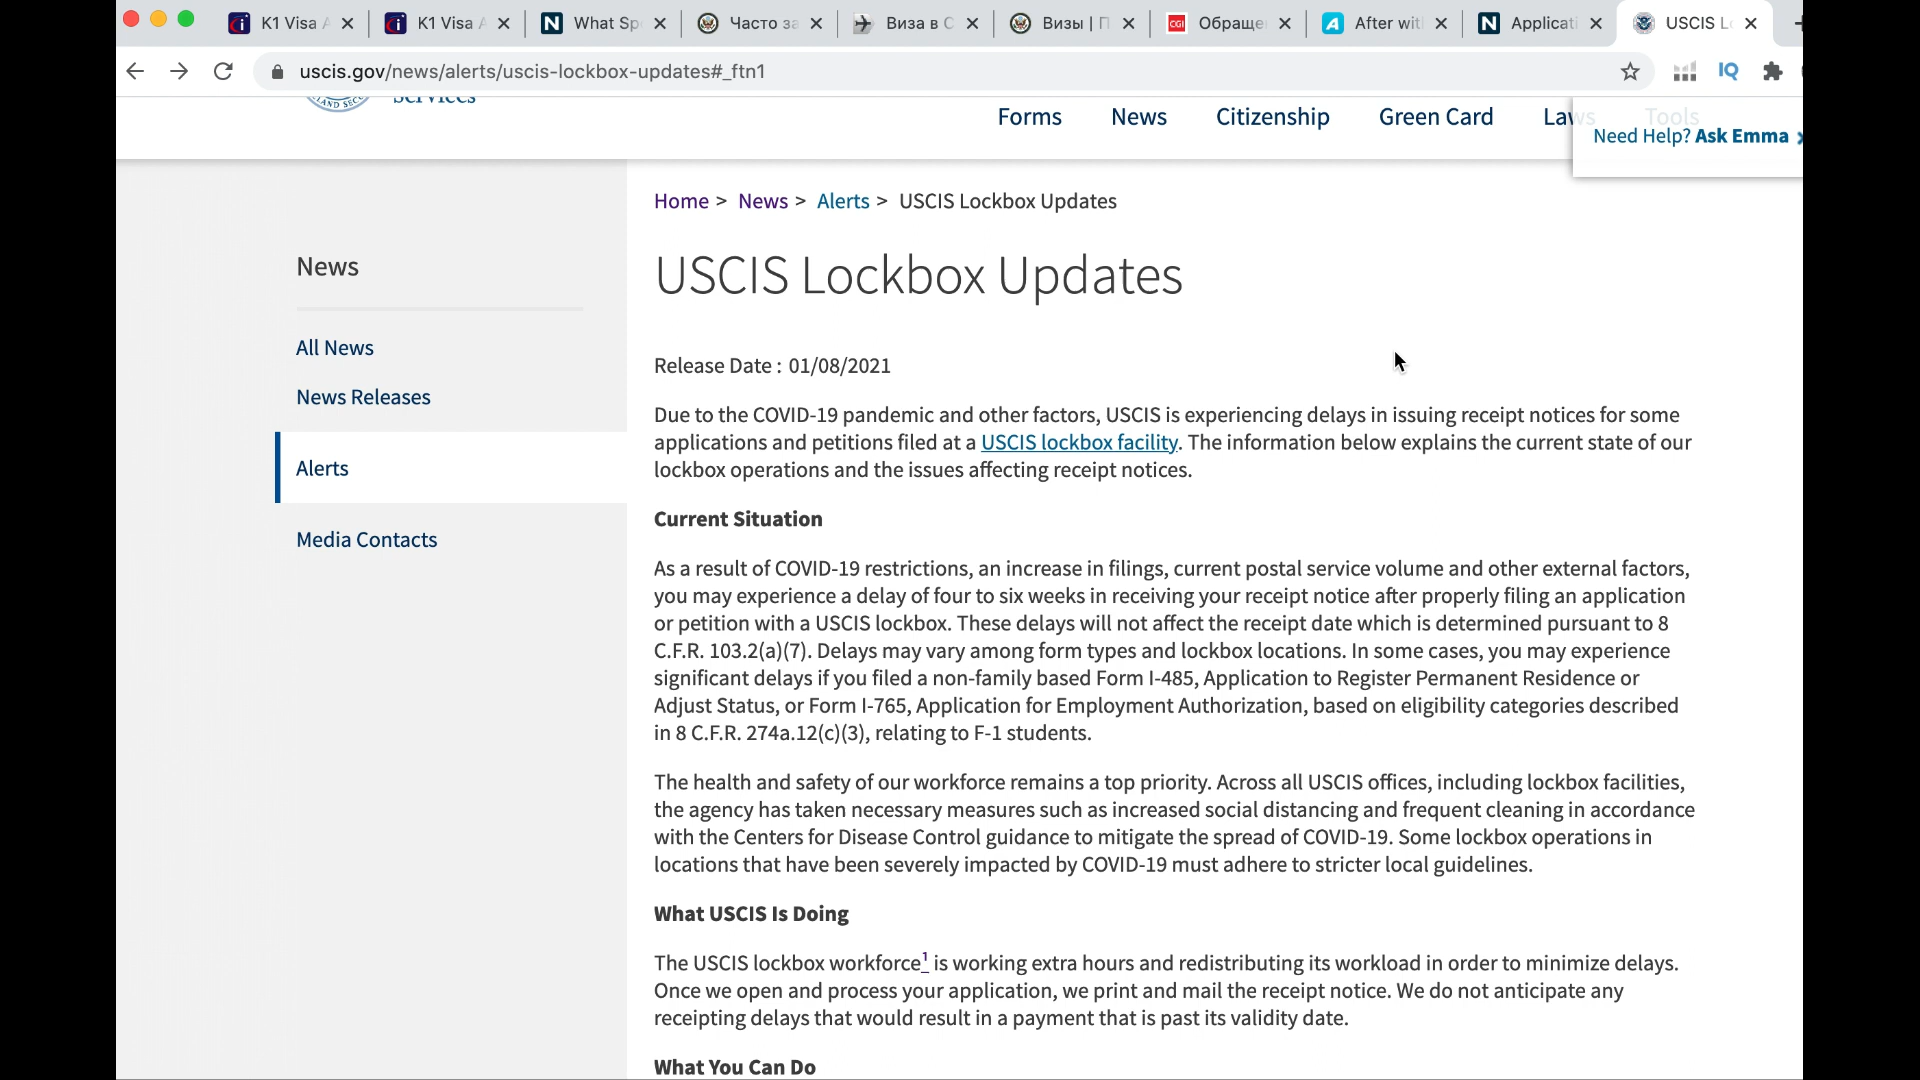 K1 Visa A
K1 Visa A
What Sp
Часто за
Виза в С
Визы | П
CGI
Обраще
After wit
Applicati
USCIS L
uscis.gov/news/alerts/uscis-lockbox-updates#_ftn1
IQ
LAND SEC
Services
Forms
News
Citizenship
Green Card
Laws
Tools
Need Help? Ask Emma
Home > News > Alerts > USCIS Lockbox Updates
News
All News
News Releases
Alerts
Media Contacts
USCIS Lockbox Updates
Release Date : 01/08/2021
Due to the COVID-19 pandemic and other factors, USCIS is experiencing delays in issuing receipt notices for some
applications and petitions filed at a USCIS lockbox facility. The information below explains the current state of our
lockbox operations and the issues affecting receipt notices.
Current Situation
As a result of COVID-19 restrictions, an increase in filings, current postal service volume and other external factors,
you may experience a delay of four to six weeks in receiving your receipt notice after properly filing an application
or petition with a USCIS lockbox. These delays will not affect the receipt date which is determined pursuant to 8
C.F.R. 103.2(a)(7). Delays may vary among form types and lockbox locations. In some cases, you may experience
significant delays if you filed a non-family based Form I-485, Application to Register Permanent Residence or
Adjust Status, or Form I-765, Application for Employment Authorization, based on eligibility categories described
in 8 C.F.R. 274a.12(c)(3), relating to F-1 students.
The health and safety of our workforce remains a top priority. Across all USCIS offices, including lockbox facilities,
the agency has taken necessary measures such as increased social distancing and frequent cleaning in accordance
with the Centers for Disease Control guidance to mitigate the spread of COVID-19. Some lockbox operations in
locations that have been severely impacted by COVID-19 must adhere to stricter local guidelines.
What USCIS Is Doing
The USCIS lockbox workforce1 is working extra hours and redistributing its workload in order to minimize delays.
Once we open and process your application, we print and mail the receipt notice. We do not anticipate any
receipting delays that would result in a payment that is past its validity date.
What You Can Do